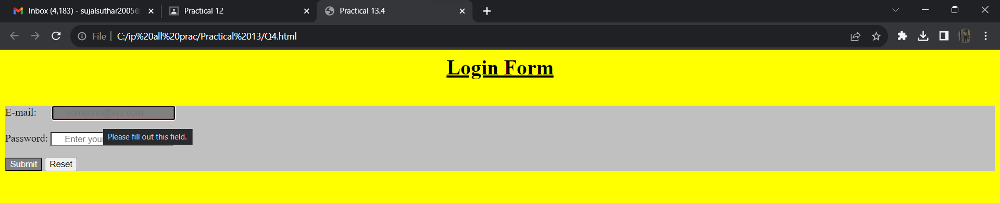 Inbox (4,183) - sujalsuthar2005@
Practical 12
Practical 13.4
File C:/ip%20all%20prac/Practical%2013/Q4.html
Login Form
E-mail: someone@xyz.com
Password: Enter you
Please fill out this field.
Submit Reset